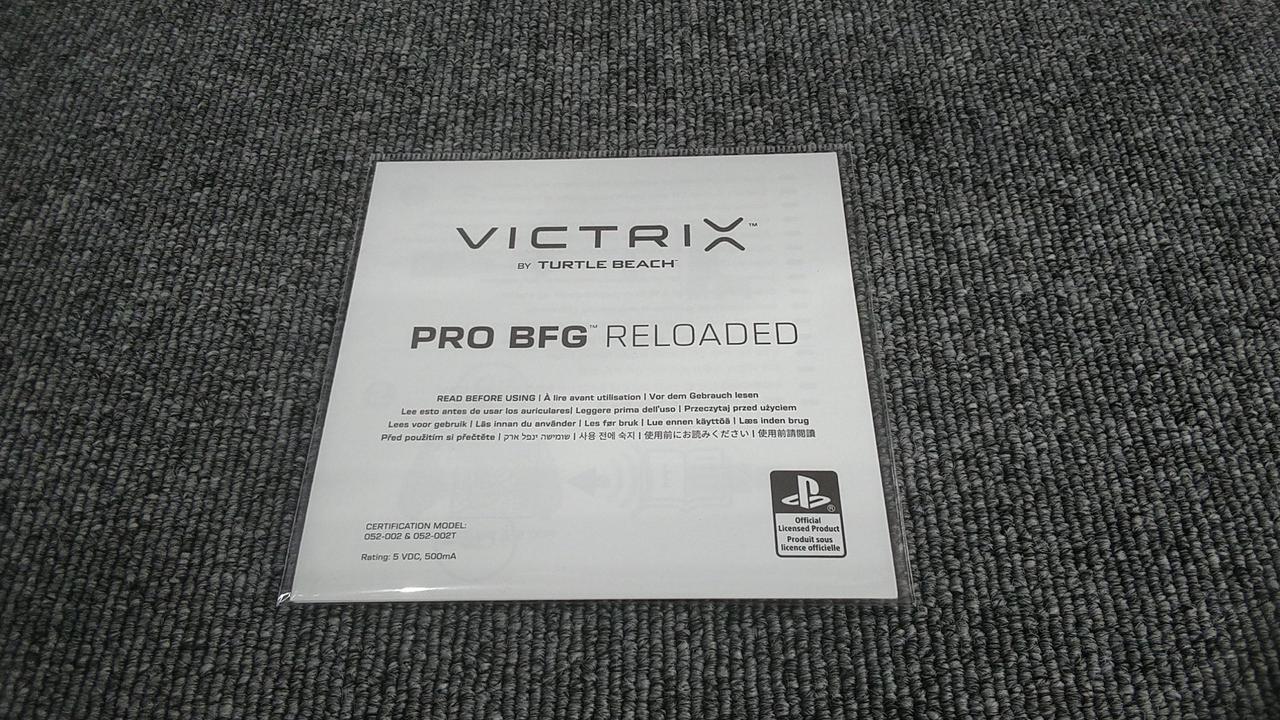 VICTRIX™
BY TURTLE BEACH™
PRO BFG™ RELOADED
READ BEFORE USING | À lire avant utilisation | Vor dem Gebrauch lesen
Lee esto antes de usar los auriculares| Leggere prima dell'uso | Przeczytaj przed użyciem
Lees voor gebruik | Läs innan du använder | Les før bruk | Lue ennen käyttöä | Læs inden brug
Před použitím si přečtěte | שומישה ינפל ארק | 사용 전에 숙지 | 使用前にお読みください | 使用前請閱讀
CERTIFICATION MODEL:
052-002 & 052-002T
Rating: 5 VDC, 500mA
®
Official
Licensed Product
Produit sous
licence officielle